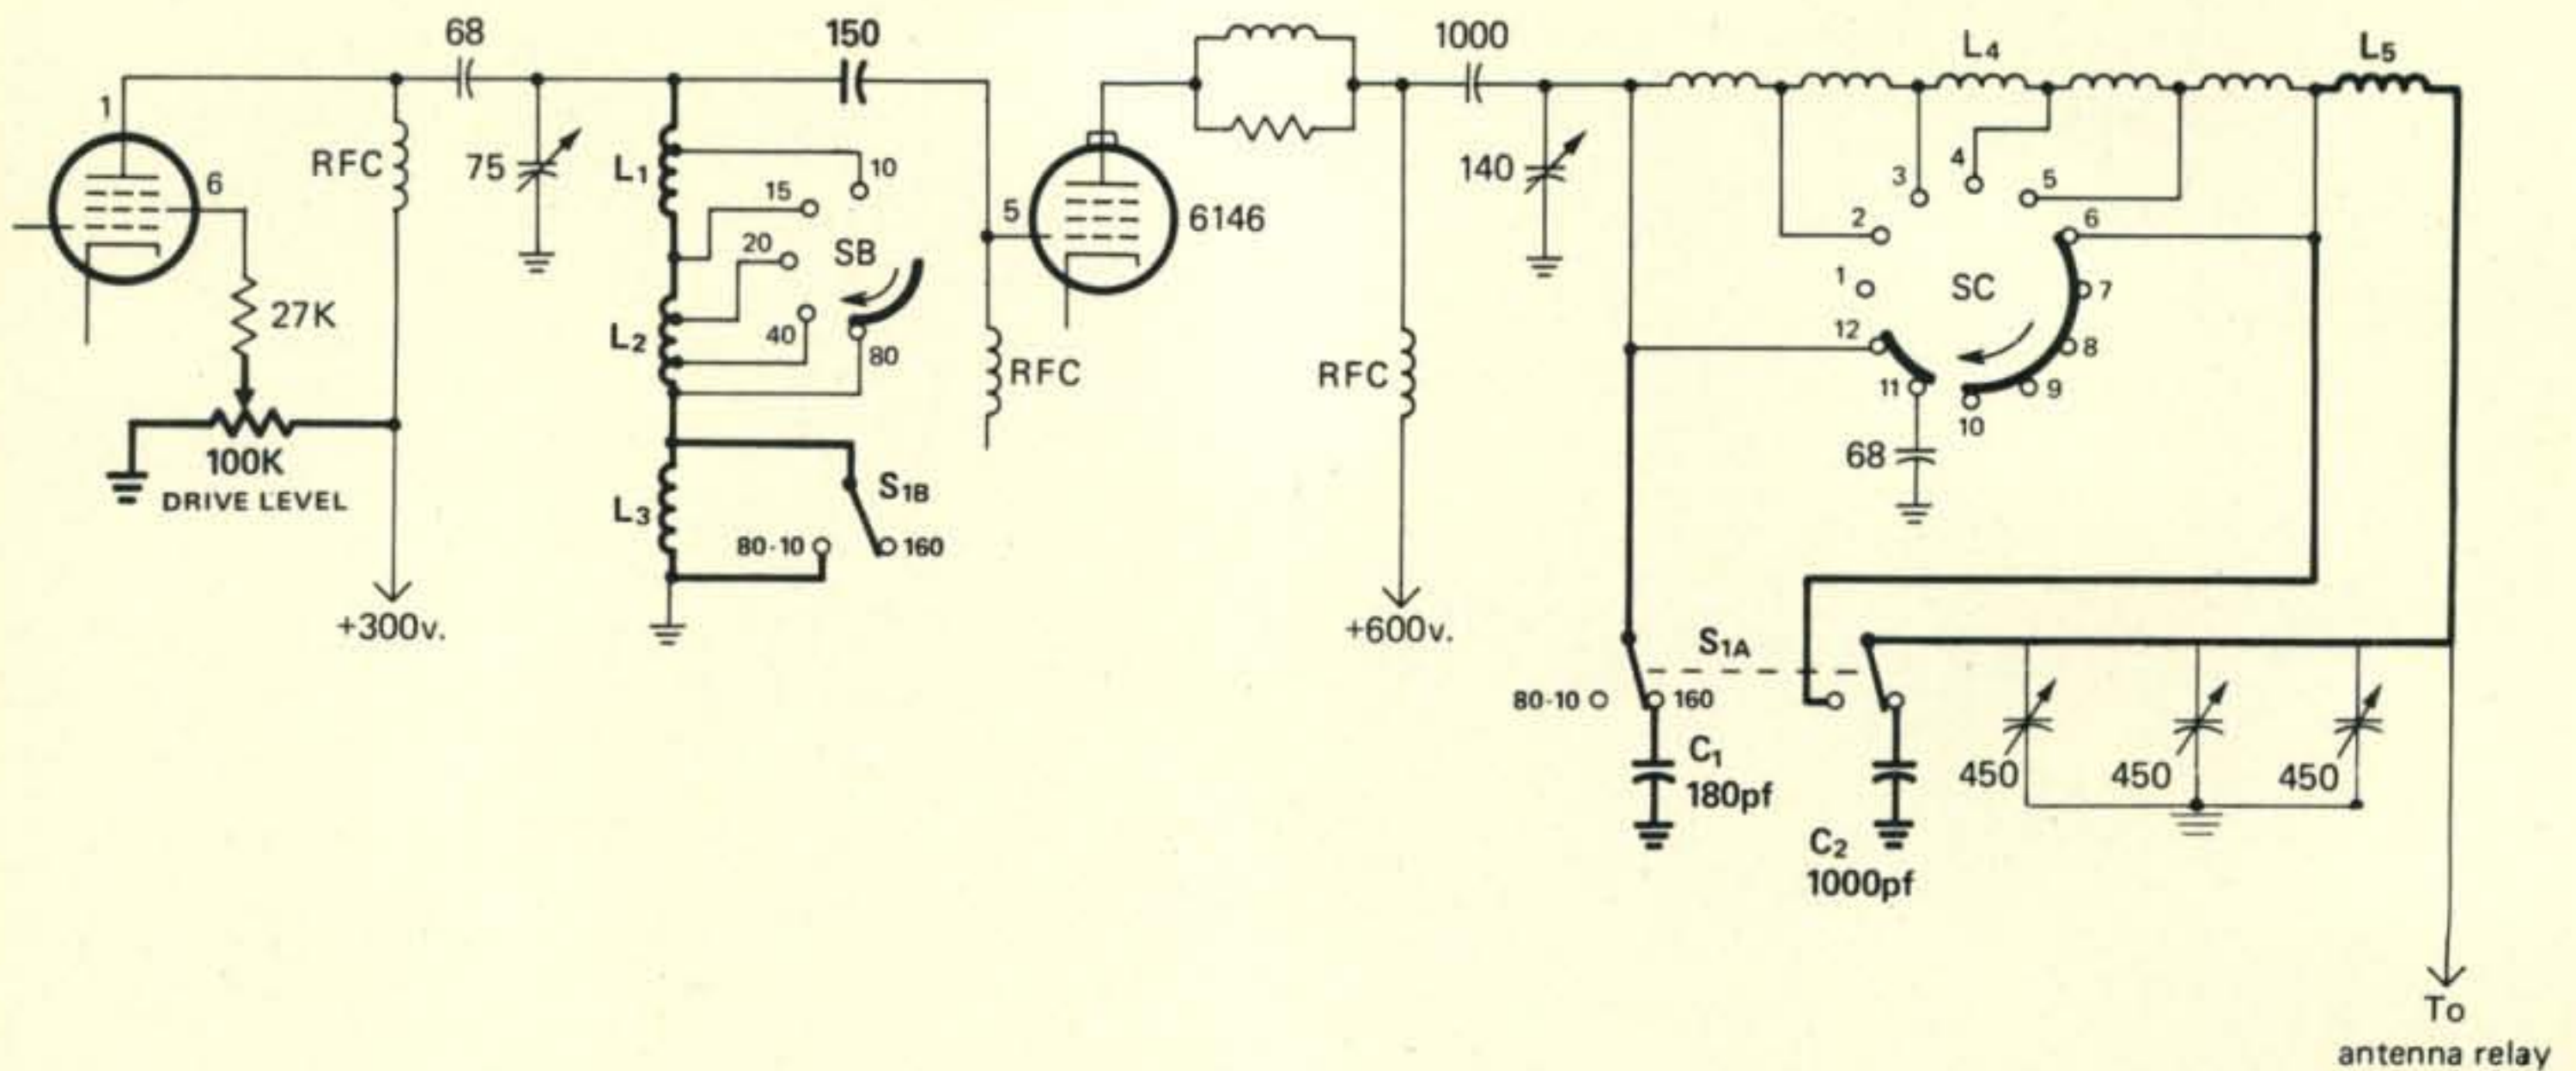 68
150
1000
L4
L5
1
6
RFC
75
L1
10
15
20
SB
40
80
L2
27K
100K
DRIVE LEVEL
+300v.
L3
S1B
80-10
160
5
6146
RFC
RFC
+600v.
140
1
2
3
4
5
6
7
8
9
10
11
12
SC
68
S1A
80-10
160
C1
180pf
C2
1000pf
450
450
450
To
antenna relay